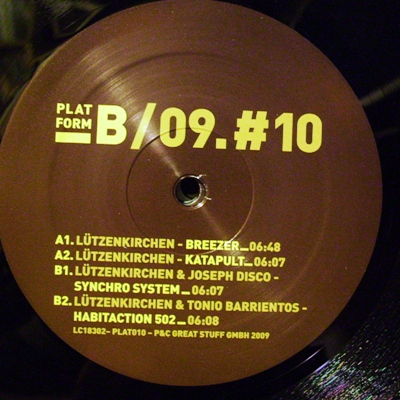 PLAT
FORM
B/09.#10
A1. LÜTZENKIRCHEN - BREEZER_06:48
A2. LÜTZENKIRCHEN - KATAPULT_06:07
B1. LÜTZENKIRCHEN & JOSEPH DISCO -
SYNCHRO SYSTEM_06:07
B2. LÜTZENKIRCHEN & TONIO BARRIENTOS -
HABITACTION 502_06:08
LC18302– PLAT010 – P&C GREAT STUFF GMBH 2009